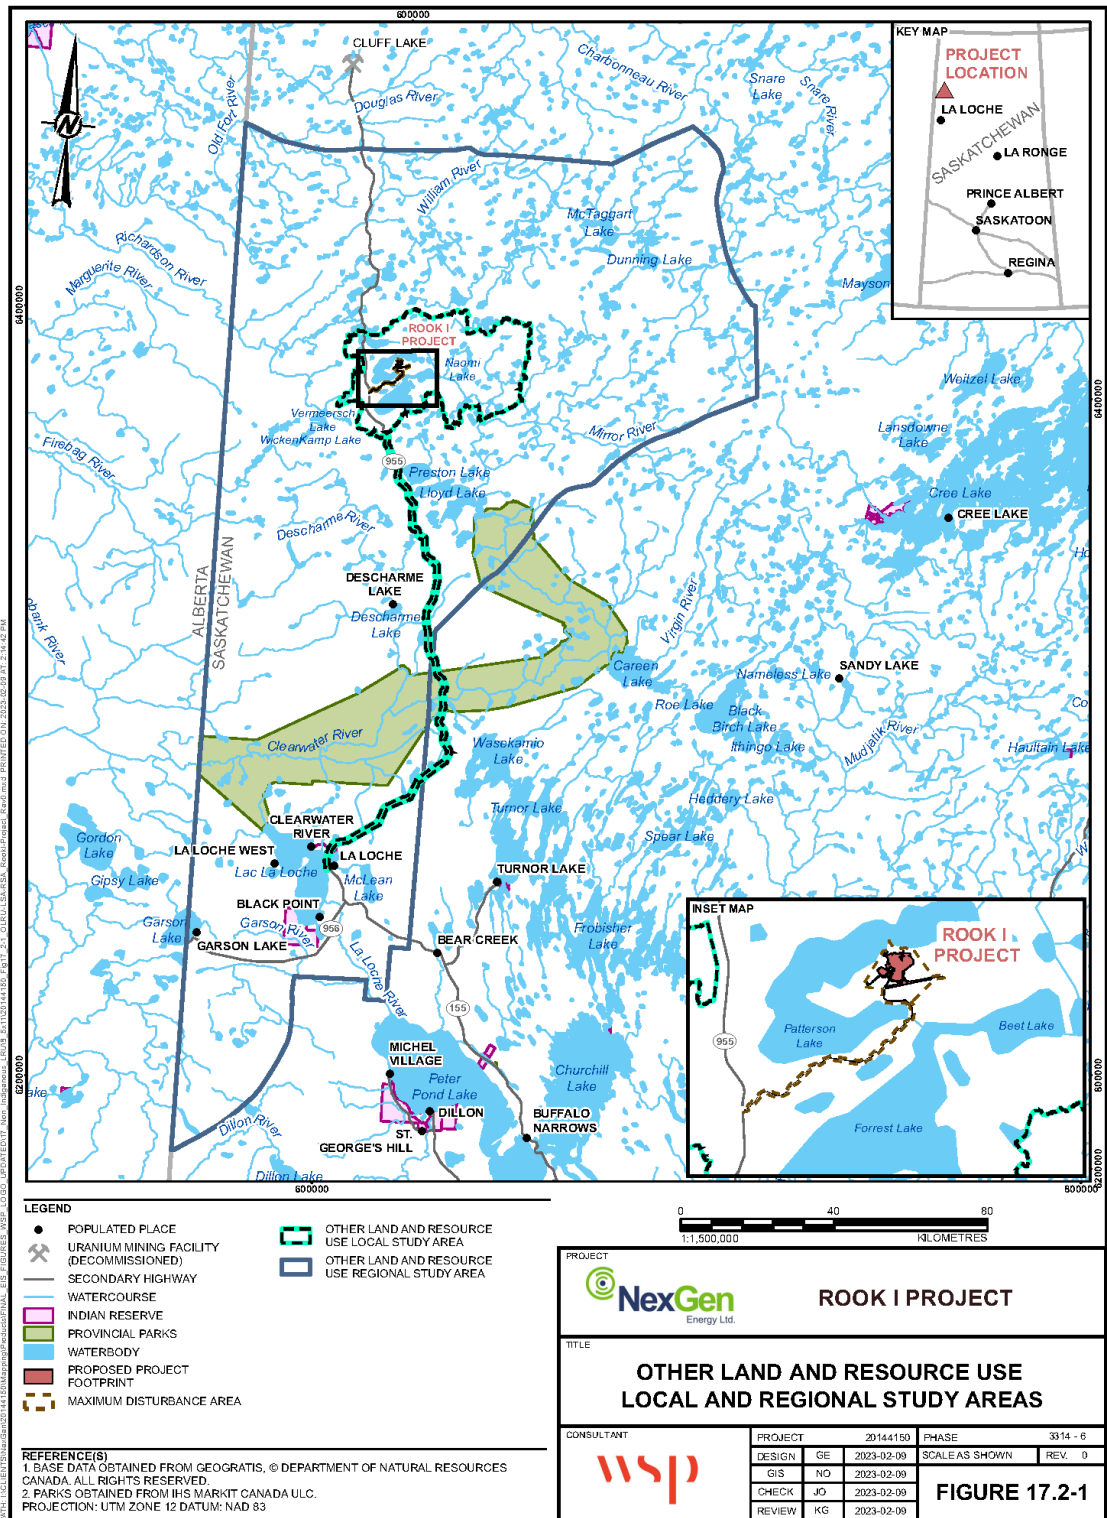 600000
CLUFF LAKE
Douglas River
Old Fort River
Charbonneau River
Snare
Lake
Snare River
KEY MAP
PROJECT
LOCATION
LA LOCHE
SASKATCHEWAN
LA RONGE
PRINCE ALBERT
SASKATOON
REGINA
N
William River
McTaggart
Lake
Dunning Lake
Richardson River
Marguerite River
Mayson
6400000
ROOK I
PROJECT
Naomi
Lake
Weitzel Lake
6400000
Vermeersch
Lake
WickenKamp Lake
Mirror River
Lansdowne
Lake
Firebag River
955
Preston Lake
Lloyd Lake
Cree Lake
CREE LAKE
Descharme River
ALBERTA
SASKATCHEWAN
DESCHARME
LAKE
Descharme
Lake
Virgin River
Careen
Lake
SANDY LAKE
Nameless Lake
Roe Lake
Black
Birch Lake
Ithingo Lake
Mudjatik River
Haultain Lake
Clearwater River
Wasekamio
Lake
Turnor Lake
Heddery Lake
Spear Lake
CLEARWATER
RIVER
Gordon
Lake
LA LOCHE WEST
LA LOCHE
Gipsy Lake
Lac La Loche
McLean
Lake
TURNOR LAKE
BLACK POINT
Garson
Lake
Garson River
956
GARSON LAKE
La Loche River
BEAR CREEK
Frobisher
Lake
155
INSET MAP
ROOK I
PROJECT
Patterson
Lake
Beet Lake
955
Forrest Lake
MICHEL
VILLAGE
Peter
Pond Lake
Churchill
Lake
DILLON
BUFFALO
NARROWS
ST.
GEORGE'S HILL
Dillon River
Dillon Lake
6200000
6200000
600000
LEGEND
POPULATED PLACE
URANIUM MINING FACILITY
(DECOMMISSIONED)
SECONDARY HIGHWAY
WATERCOURSE
INDIAN RESERVE
PROVINCIAL PARKS
WATERBODY
PROPOSED PROJECT
FOOTPRINT
MAXIMUM DISTURBANCE AREA
OTHER LAND AND RESOURCE
USE LOCAL STUDY AREA
OTHER LAND AND RESOURCE
USE REGIONAL STUDY AREA
0 40 80
1:1,500,000 KILOMETRES
REFERENCE(S)
1. BASE DATA OBTAINED FROM GEOGRATIS, © DEPARTMENT OF NATURAL RESOURCES
CANADA. ALL RIGHTS RESERVED.
2. PARKS OBTAINED FROM IHS MARKIT CANADA ULC.
PROJECTION: UTM ZONE 12 DATUM: NAD 83
PROJECT
NexGen
Energy Ltd.
ROOK I PROJECT
TITLE
OTHER LAND AND RESOURCE USE
LOCAL AND REGIONAL STUDY AREAS
CONSULTANT
wsp
PROJECT 20144150 PHASE 3314 - 6
DESIGN GE 2023-02-09 SCALE AS SHOWN REV. 0
GIS NO 2023-02-09
CHECK JO 2023-02-09
REVIEW KG 2023-02-09
FIGURE 17.2-1